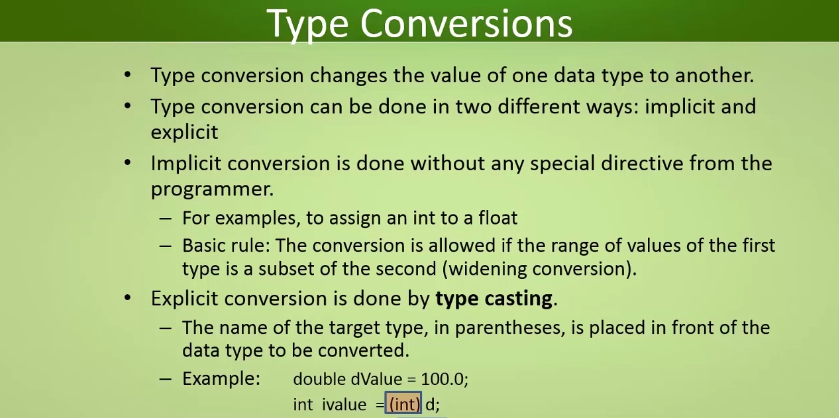 Type Conversions
• Type conversion changes the value of one data type to another.
• Type conversion can be done in two different ways: implicit and
explicit
• Implicit conversion is done without any special directive from the
programmer.
– For examples, to assign an int to a float
– Basic rule: The conversion is allowed if the range of values of the first
type is a subset of the second (widening conversion).
• Explicit conversion is done by type casting.
– The name of the target type, in parentheses, is placed in front of the
data type to be converted.
– Example: double dValue = 100.0;
int ivalue =(int) d;